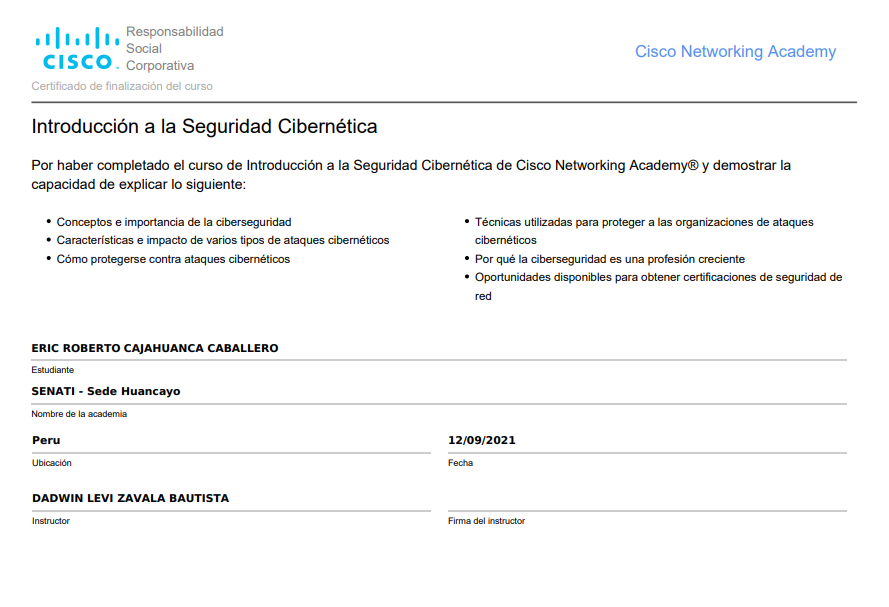 Responsabilidad
Social
Corporativa
CISCO
Cisco Networking Academy
Certificado de finalización del curso
Introducción a la Seguridad Cibernética
Por haber completado el curso de Introducción a la Seguridad Cibernética de Cisco Networking Academy® y demostrar la
capacidad de explicar lo siguiente:
• Conceptos e importancia de la ciberseguridad
• Características e impacto de varios tipos de ataques cibernéticos
• Cómo protegerse contra ataques cibernéticos
• Técnicas utilizadas para proteger a las organizaciones de ataques
cibernéticos
• Por qué la ciberseguridad es una profesión creciente
• Oportunidades disponibles para obtener certificaciones de seguridad de
red
ERIC ROBERTO CAJAHUANCA CABALLERO
Estudiante
SENATI - Sede Huancayo
Nombre de la academia
Peru
Ubicación
12/09/2021
Fecha
DADWIN LEVI ZAVALA BAUTISTA
Instructor
Firma del instructor